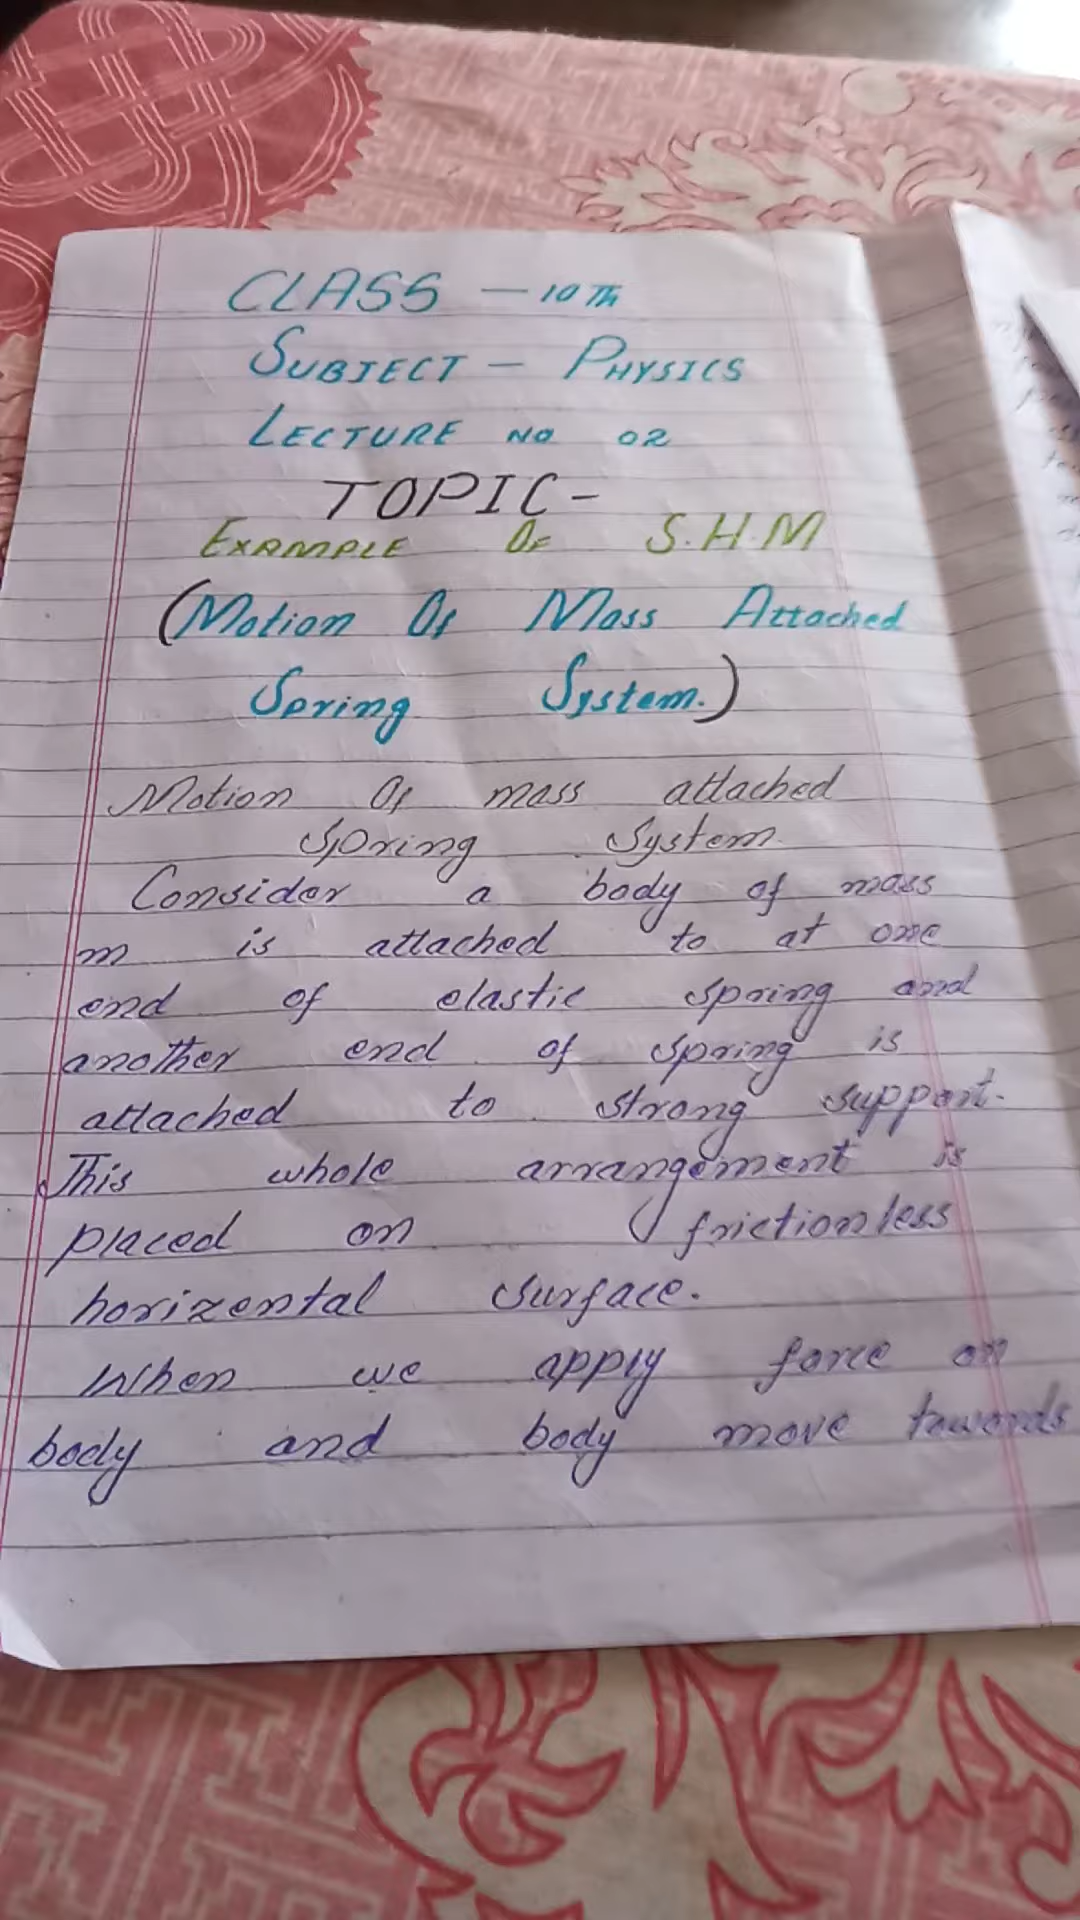 CLASS - 10Th
SUBJECT - PHYSICS
LECTURE NO 02
TOPIC-
EXAMPLE OF S.H.M
(Motion Of Mass Attached
Spring System.)
Motion Of mass attached
Spring System
Consider a body of mass
m is attached to at one
end of elastic spring and
another end of spring is
attached to strong support.
This whole arrangement is
placed on frictionless
horizental surface.
When we apply force on
body and body move towards